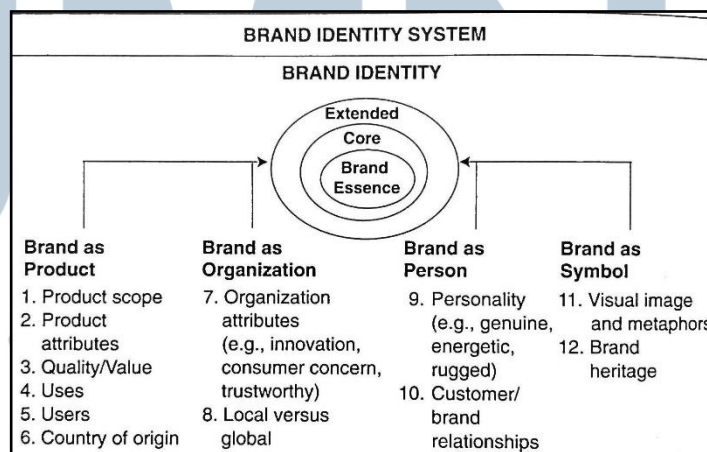 BRAND IDENTITY SYSTEM
BRAND IDENTITY
Extended
Core
Brand
Essence
Brand as
Product
1. Product scope
2. Product
attributes
3. Quality/Value
4. Uses
5. Users
6. Country of origin
Brand as
Organization
7. Organization
attributes
(e.g., innovation,
consumer concern,
trustworthy)
8. Local versus
global
Brand as
Person
9. Personality
(e.g., genuine,
energetic,
rugged)
10. Customer/
brand
relationships
Brand as
Symbol
11. Visual image
and metaphors
12. Brand
heritage